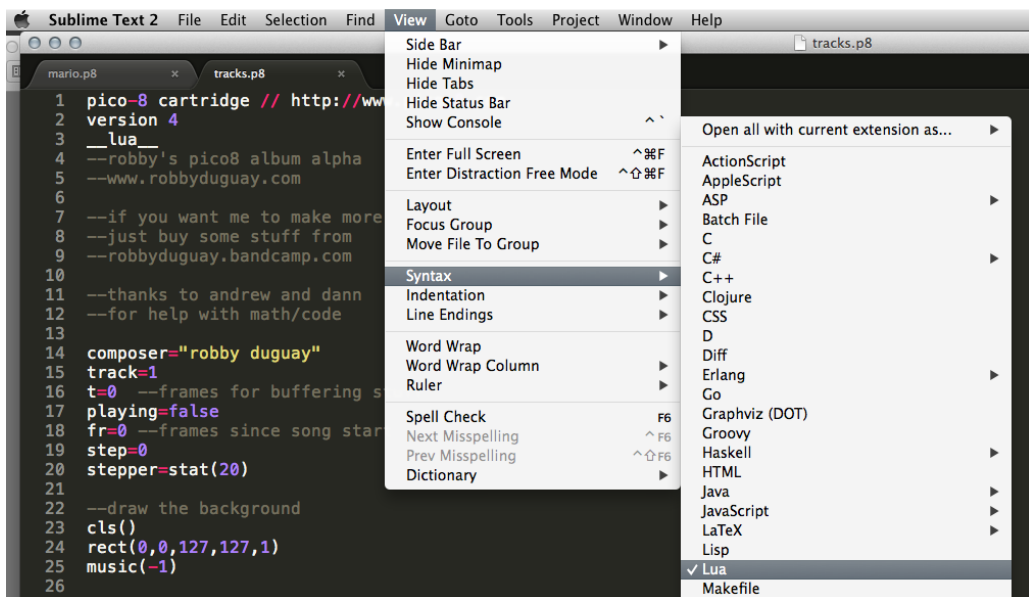 Sublime Text 2 File Edit Selection Find View Goto Tools Project Window Help
tracks.p8
mario.p8 × tracks.p8 ×
1 pico-8 cartridge // http://www
2 version 4
3 __lua__
4 --robby's pico8 album alpha
5 --www.robbyduguay.com
6
7 --if you want me to make more
8 --just buy some stuff from
9 --robbyduguay.bandcamp.com
10
11 --thanks to andrew and dann
12 --for help with math/code
13
14 composer="robby duguay"
15 track=1
16 t=0 --frames for buffering s
17 playing=false
18 fr=0 --frames since song star
19 step=0
20 stepper=stat(20)
21
22 --draw the background
23 cls()
24 rect(0,0,127,127,1)
25 music(-1)
26
Side Bar ▶
Hide Minimap
Hide Tabs
Hide Status Bar
Show Console ^`
Enter Full Screen ^⌘F
Enter Distraction Free Mode ^⇧⌘F
Layout ▶
Focus Group ▶
Move File To Group ▶
Syntax ▶
Indentation ▶
Line Endings ▶
Word Wrap
Word Wrap Column ▶
Ruler ▶
Spell Check F6
Next Misspelling ^F6
Prev Misspelling ^⇧F6
Dictionary ▶
Open all with current extension as... ▶
ActionScript
AppleScript
ASP ▶
Batch File
C
C# ▶
C++
Clojure
CSS
D
Diff
Erlang ▶
Go
Graphviz (DOT)
Groovy
Haskell ▶
HTML
Java ▶
JavaScript ▶
LaTeX ▶
Lisp
✓ Lua
Makefile